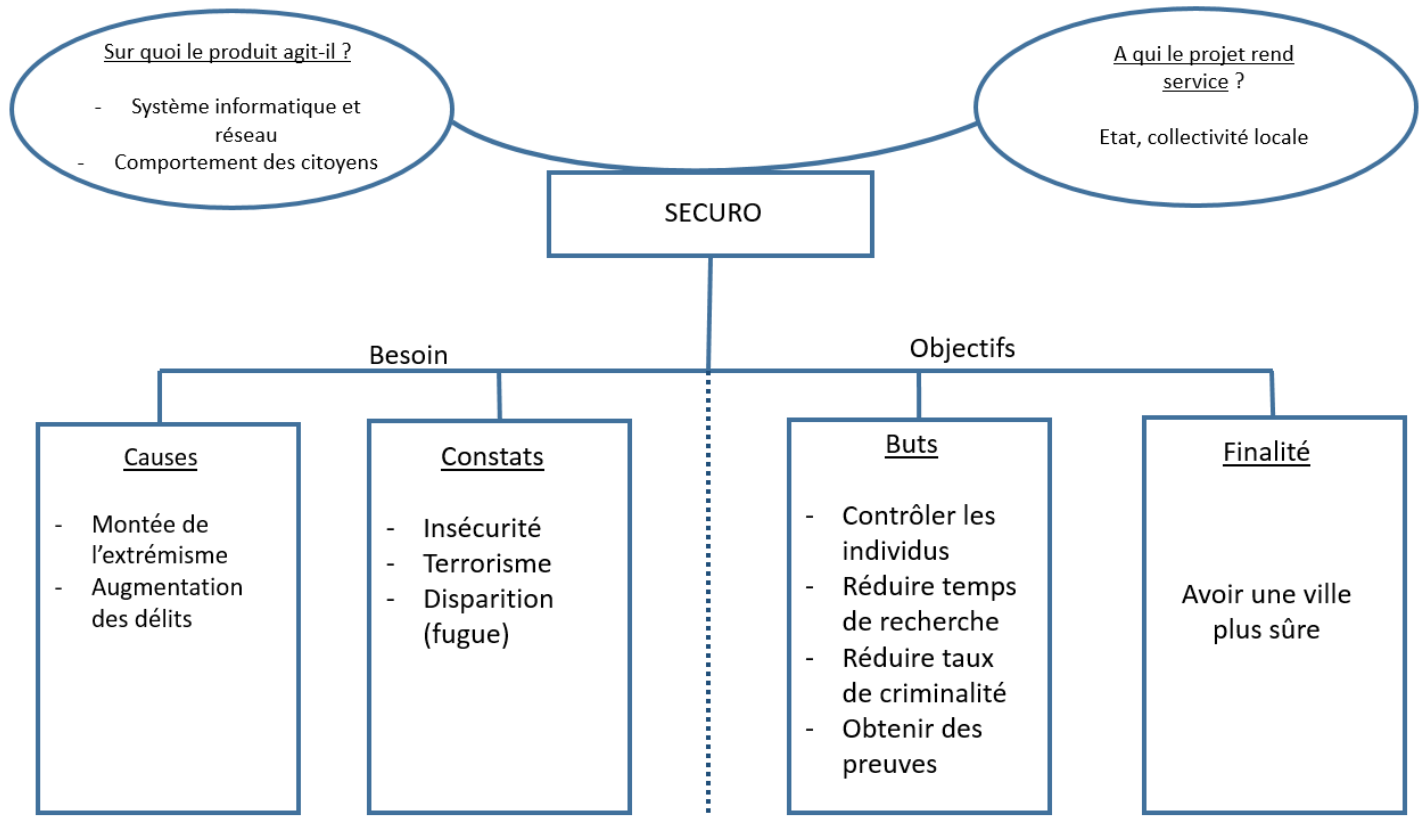 Sur quoi le produit agit-il ?
- Système informatique et
réseau
- Comportement des citoyens
A qui le projet rend
service ?
Etat, collectivité locale
SECURO
Besoin
Objectifs
Causes
- Montée de
l’extrémisme
- Augmentation
des délits
Constats
- Insécurité
- Terrorisme
- Disparition
(fugue)
Buts
- Contrôler les
individus
- Réduire temps
de recherche
- Réduire taux
de criminalité
- Obtenir des
preuves
Finalité
Avoir une ville
plus sûre